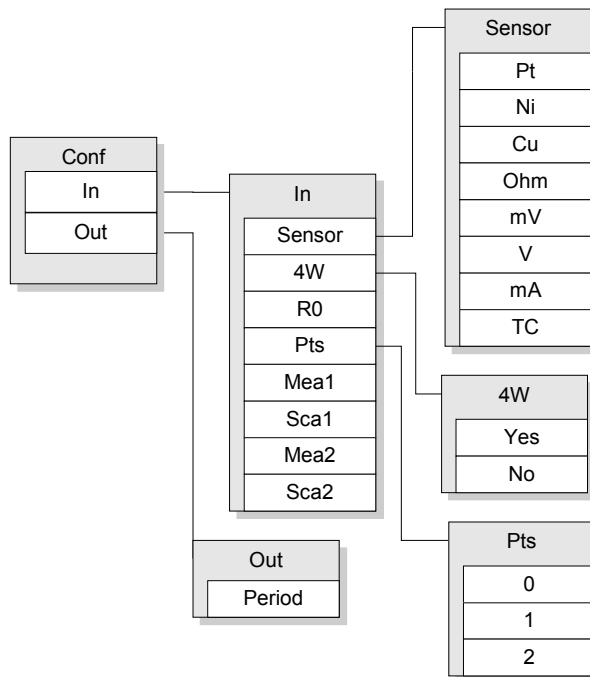 Conf
In
Out
In
Sensor
4W
R0
Pts
Mea1
Sca1
Mea2
Sca2
Out
Period
Sensor
Pt
Ni
Cu
Ohm
mV
V
mA
TC
4W
Yes
No
Pts
0
1
2